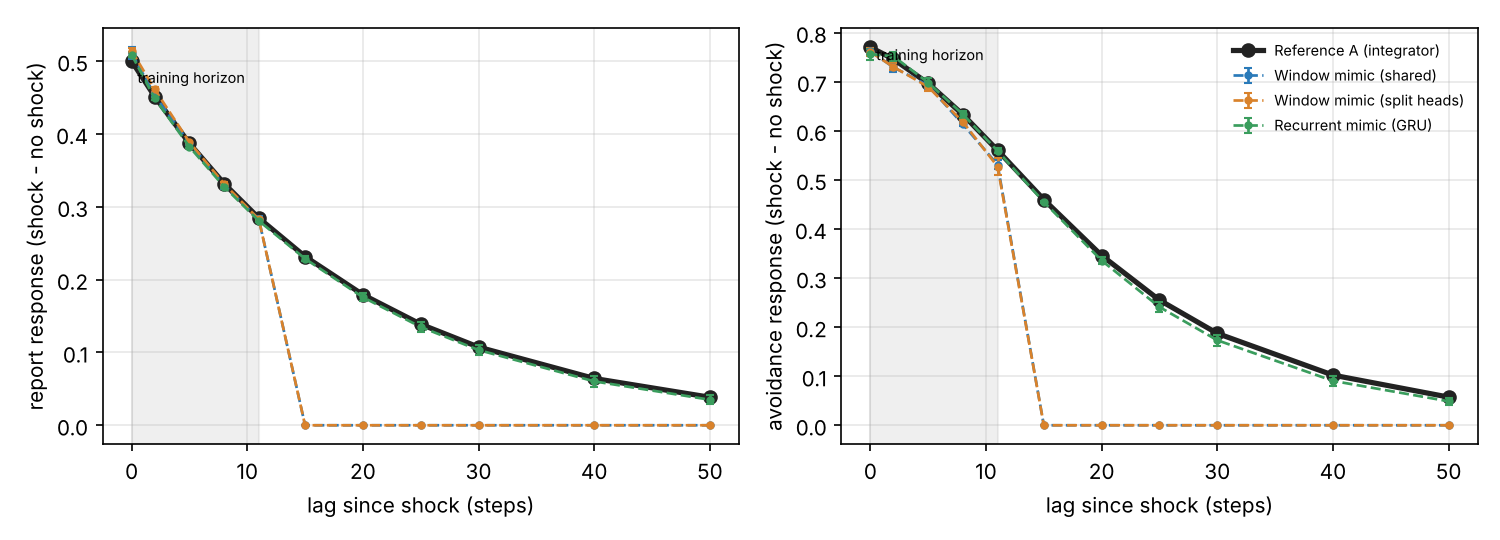 report response (shock - no shock)
0.5
0.4
0.3
0.2
0.1
0.0
training horizon
0 10 20 30 40 50
lag since shock (steps)
avoidance response (shock - no shock)
0.8
0.7
0.6
0.5
0.4
0.3
0.2
0.1
0.0
training horizon
Reference A (integrator)
Window mimic (shared)
Window mimic (split heads)
Recurrent mimic (GRU)
0 10 20 30 40 50
lag since shock (steps)